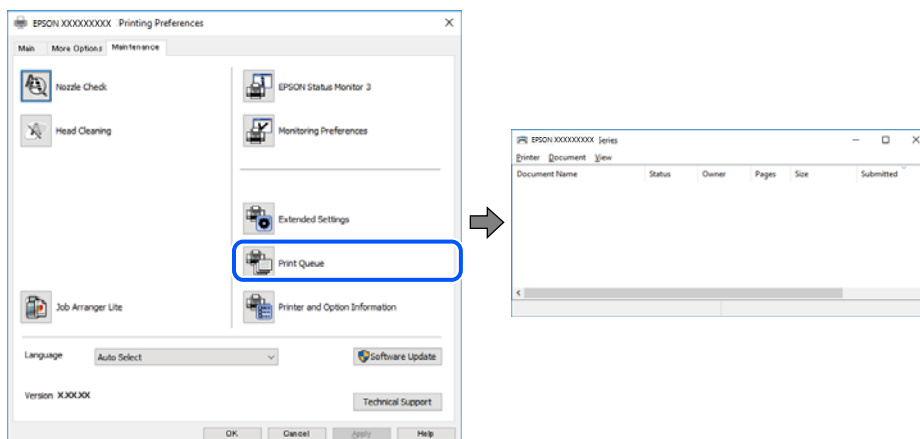 EPSON XXXXXXXXX Printing Preferences
Main More Options Maintenance
Nozzle Check
EPSON Status Monitor 3
Head Cleaning
Monitoring Preferences
Extended Settings
Print Queue
Job Arranger Lite
Printer and Option Information
Language
Auto Select
Software Update
Version X.XX.XX
Technical Support
OK Cancel Apply Help
EPSON XXXXXXXXX Series
Printer Document View
Document Name Status Owner Pages Size Submitted